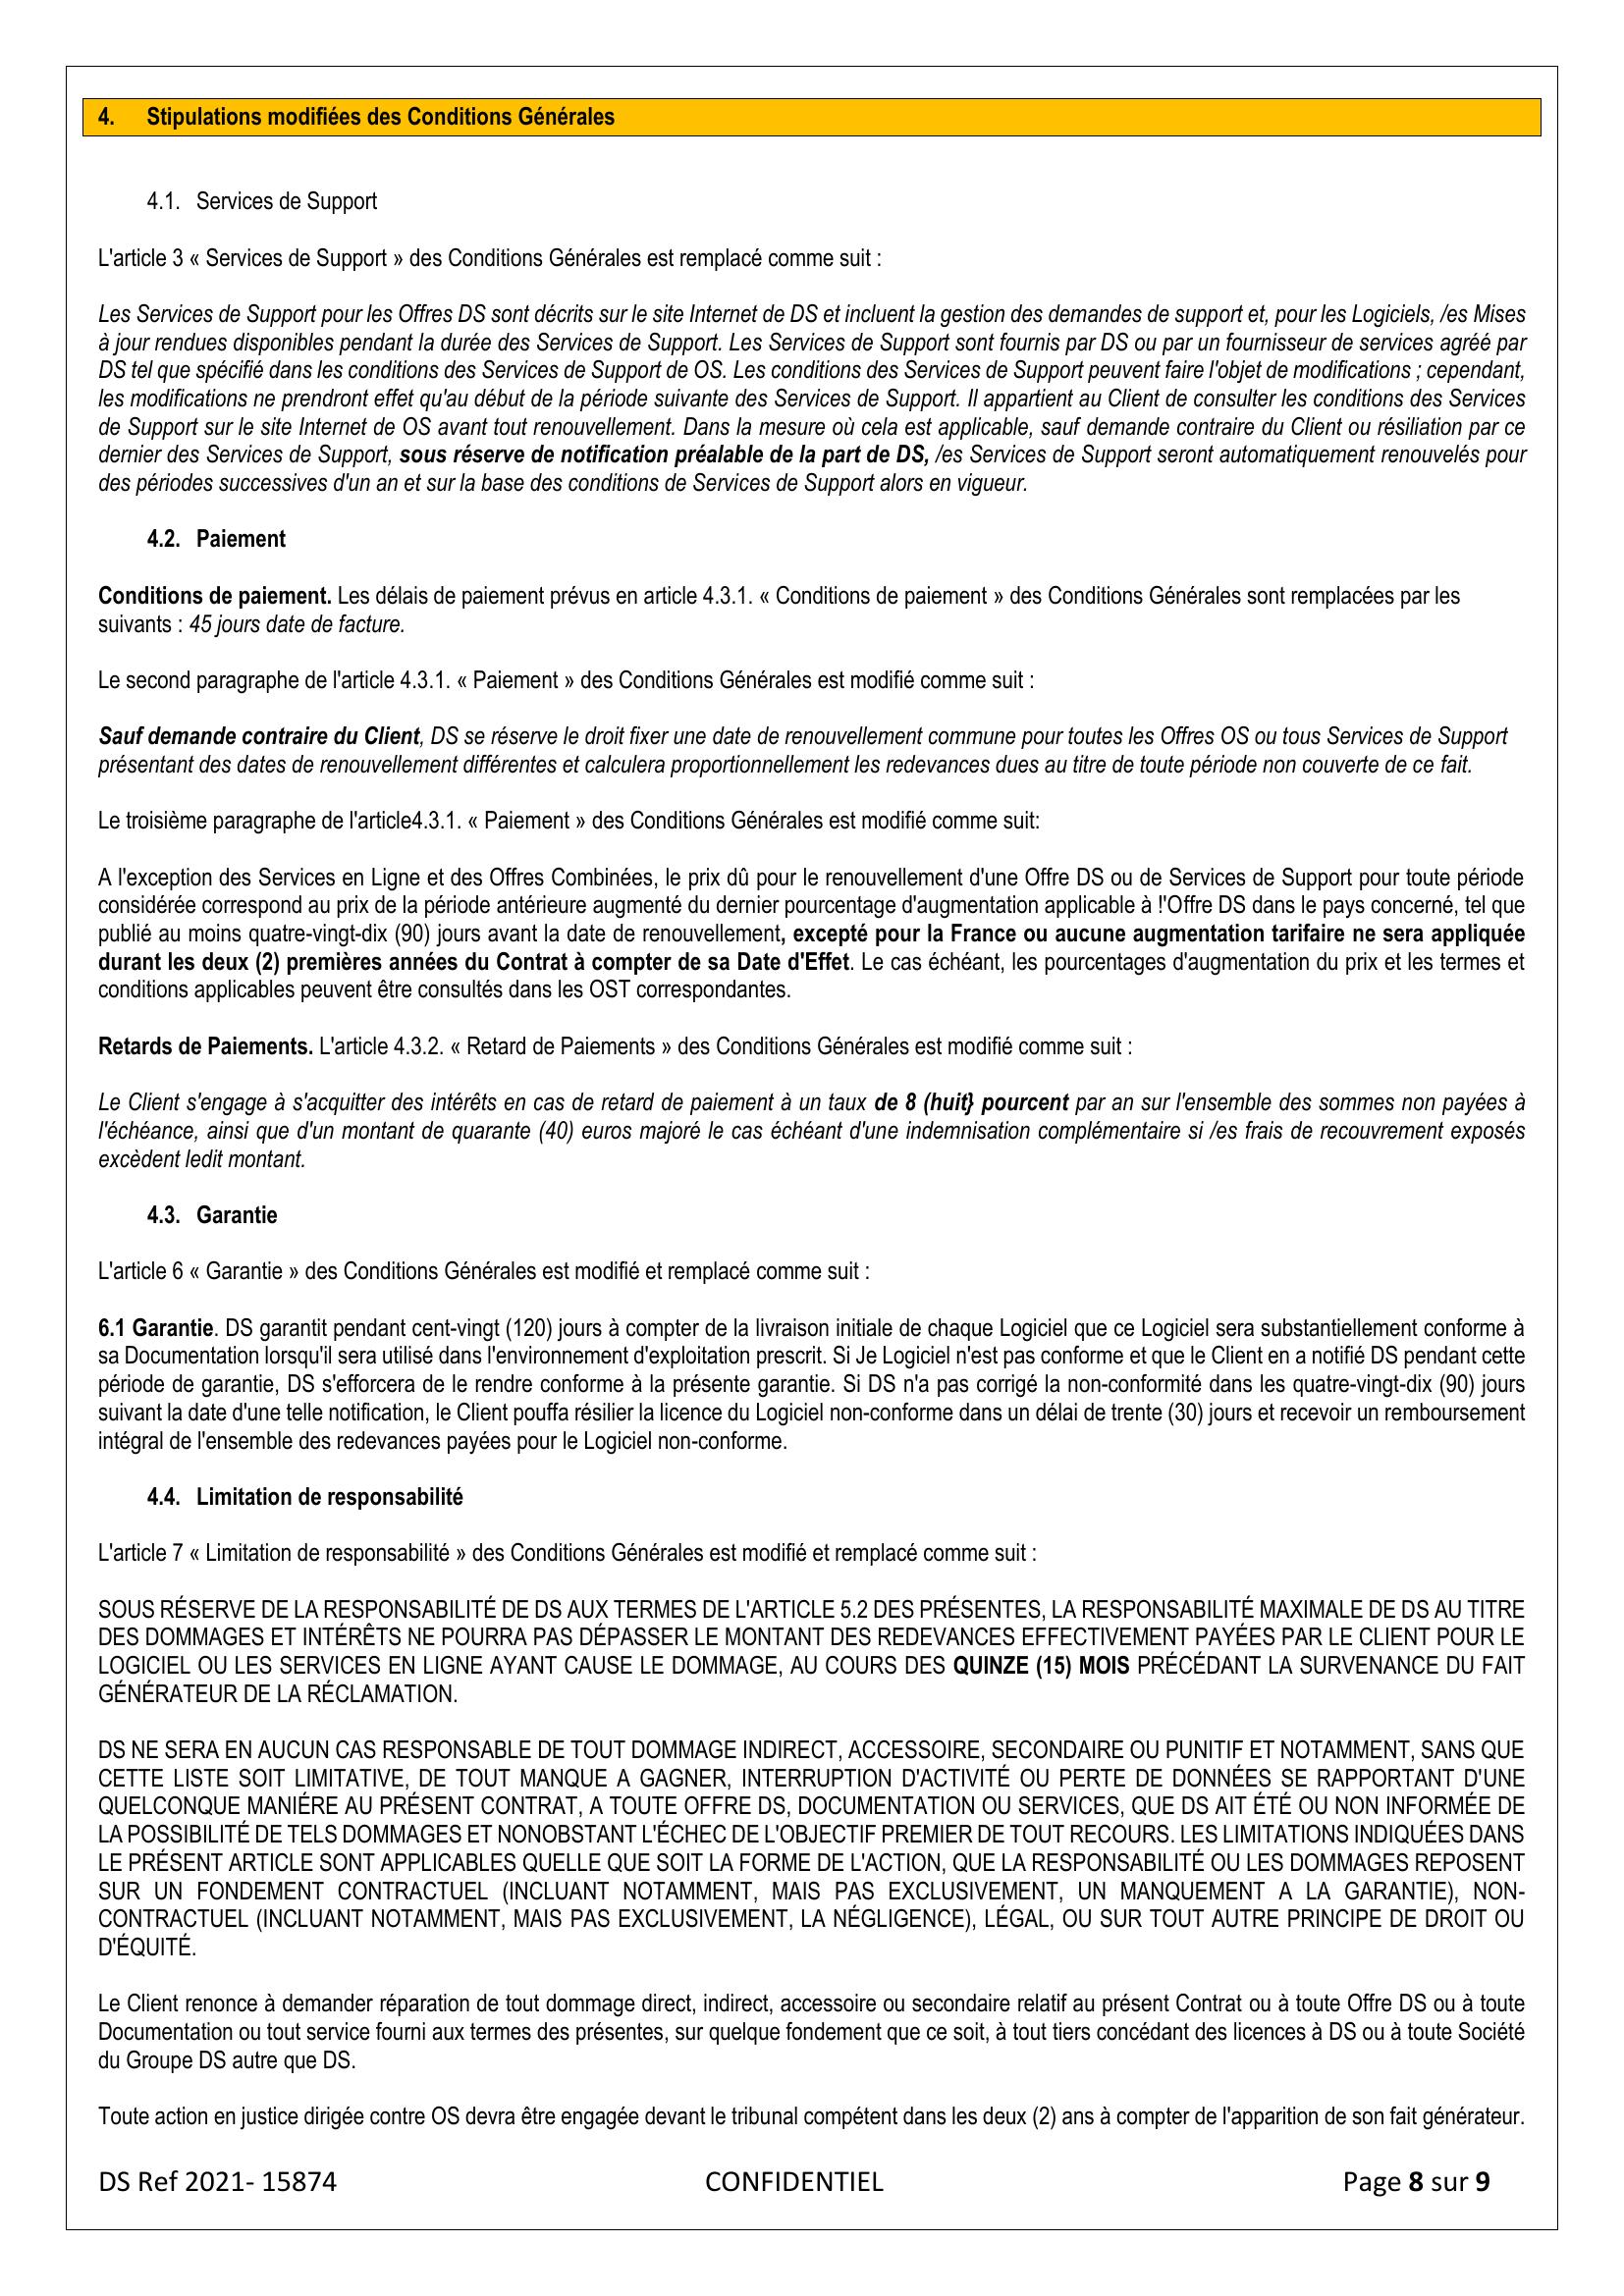 4. Stipulations modifiées des Conditions Générales
4.1. Services de Support
L'article 3 « Services de Support » des Conditions Générales est remplacé comme suit :
Les Services de Support pour les Offres DS sont décrits sur le site Internet de DS et incluent la gestion des demandes de support et, pour les Logiciels, /es Mises
à jour rendues disponibles pendant la durée des Services de Support. Les Services de Support sont fournis par DS ou par un fournisseur de services agréé par
DS tel que spécifié dans les conditions des Services de Support de OS. Les conditions des Services de Support peuvent faire l'objet de modifications ; cependant,
les modifications ne prendront effet qu'au début de la période suivante des Services de Support. Il appartient au Client de consulter les conditions des Services
de Support sur le site Internet de OS avant tout renouvellement. Dans la mesure où cela est applicable, sauf demande contraire du Client ou résiliation par ce
dernier des Services de Support, sous réserve de notification préalable de la part de DS, /es Services de Support seront automatiquement renouvelés pour
des périodes successives d'un an et sur la base des conditions de Services de Support alors en vigueur.
4.2. Paiement
Conditions de paiement. Les délais de paiement prévus en article 4.3.1. « Conditions de paiement » des Conditions Générales sont remplacées par les
suivants : 45 jours date de facture.
Le second paragraphe de l'article 4.3.1. « Paiement » des Conditions Générales est modifié comme suit :
Sauf demande contraire du Client, DS se réserve le droit fixer une date de renouvellement commune pour toutes les Offres OS ou tous Services de Support
présentant des dates de renouvellement différentes et calculera proportionnellement les redevances dues au titre de toute période non couverte de ce fait.
Le troisième paragraphe de l'article4.3.1. « Paiement » des Conditions Générales est modifié comme suit:
A l'exception des Services en Ligne et des Offres Combinées, le prix dû pour le renouvellement d'une Offre DS ou de Services de Support pour toute période
considérée correspond au prix de la période antérieure augmenté du dernier pourcentage d'augmentation applicable à !'Offre DS dans le pays concerné, tel que
publié au moins quatre-vingt-dix (90) jours avant la date de renouvellement, excepté pour la France ou aucune augmentation tarifaire ne sera appliquée
durant les deux (2) premières années du Contrat à compter de sa Date d'Effet. Le cas échéant, les pourcentages d'augmentation du prix et les termes et
conditions applicables peuvent être consultés dans les OST correspondantes.
Retards de Paiements. L'article 4.3.2. « Retard de Paiements » des Conditions Générales est modifié comme suit :
Le Client s'engage à s'acquitter des intérêts en cas de retard de paiement à un taux de 8 (huit} pourcent par an sur l'ensemble des sommes non payées à
l'échéance, ainsi que d'un montant de quarante (40) euros majoré le cas échéant d'une indemnisation complémentaire si /es frais de recouvrement exposés
excèdent ledit montant.
4.3. Garantie
L'article 6 « Garantie » des Conditions Générales est modifié et remplacé comme suit :
6.1 Garantie. DS garantit pendant cent-vingt (120) jours à compter de la livraison initiale de chaque Logiciel que ce Logiciel sera substantiellement conforme à
sa Documentation lorsqu'il sera utilisé dans l'environnement d'exploitation prescrit. Si Je Logiciel n'est pas conforme et que le Client en a notifié DS pendant cette
période de garantie, DS s'efforcera de le rendre conforme à la présente garantie. Si DS n'a pas corrigé la non-conformité dans les quatre-vingt-dix (90) jours
suivant la date d'une telle notification, le Client pouffa résilier la licence du Logiciel non-conforme dans un délai de trente (30) jours et recevoir un remboursement
intégral de l'ensemble des redevances payées pour le Logiciel non-conforme.
4.4. Limitation de responsabilité
L'article 7 « Limitation de responsabilité » des Conditions Générales est modifié et remplacé comme suit :
SOUS RÉSERVE DE LA RESPONSABILITÉ DE DS AUX TERMES DE L'ARTICLE 5.2 DES PRÉSENTES, LA RESPONSABILITÉ MAXIMALE DE DS AU TITRE
DES DOMMAGES ET INTÉRÊTS NE POURRA PAS DÉPASSER LE MONTANT DES REDEVANCES EFFECTIVEMENT PAYÉES PAR LE CLIENT POUR LE
LOGICIEL OU LES SERVICES EN LIGNE AYANT CAUSE LE DOMMAGE, AU COURS DES QUINZE (15) MOIS PRÉCÉDANT LA SURVENANCE DU FAIT
GÉNÉRATEUR DE LA RÉCLAMATION.
DS NE SERA EN AUCUN CAS RESPONSABLE DE TOUT DOMMAGE INDIRECT, ACCESSOIRE, SECONDAIRE OU PUNITIF ET NOTAMMENT, SANS QUE
CETTE LISTE SOIT LIMITATIVE, DE TOUT MANQUE A GAGNER, INTERRUPTION D'ACTIVITÉ OU PERTE DE DONNÉES SE RAPPORTANT D'UNE
QUELCONQUE MANIÉRE AU PRÉSENT CONTRAT, A TOUTE OFFRE DS, DOCUMENTATION OU SERVICES, QUE DS AIT ÉTÉ OU NON INFORMÉE DE
LA POSSIBILITÉ DE TELS DOMMAGES ET NONOBSTANT L'ÉCHEC DE L'OBJECTIF PREMIER DE TOUT RECOURS. LES LIMITATIONS INDIQUÉES DANS
LE PRÉSENT ARTICLE SONT APPLICABLES QUELLE QUE SOIT LA FORME DE L'ACTION, QUE LA RESPONSABILITÉ OU LES DOMMAGES REPOSENT
SUR UN FONDEMENT CONTRACTUEL (INCLUANT NOTAMMENT, MAIS PAS EXCLUSIVEMENT, UN MANQUEMENT A LA GARANTIE), NON-
CONTRACTUEL (INCLUANT NOTAMMENT, MAIS PAS EXCLUSIVEMENT, LA NÉGLIGENCE), LÉGAL, OU SUR TOUT AUTRE PRINCIPE DE DROIT OU
D'ÉQUITÉ.
Le Client renonce à demander réparation de tout dommage direct, indirect, accessoire ou secondaire relatif au présent Contrat ou à toute Offre DS ou à toute
Documentation ou tout service fourni aux termes des présentes, sur quelque fondement que ce soit, à tout tiers concédant des licences à DS ou à toute Société
du Groupe DS autre que DS.
Toute action en justice dirigée contre OS devra être engagée devant le tribunal compétent dans les deux (2) ans à compter de l'apparition de son fait générateur.
DS Ref 2021- 15874 CONFIDENTIEL Page 8 sur 9